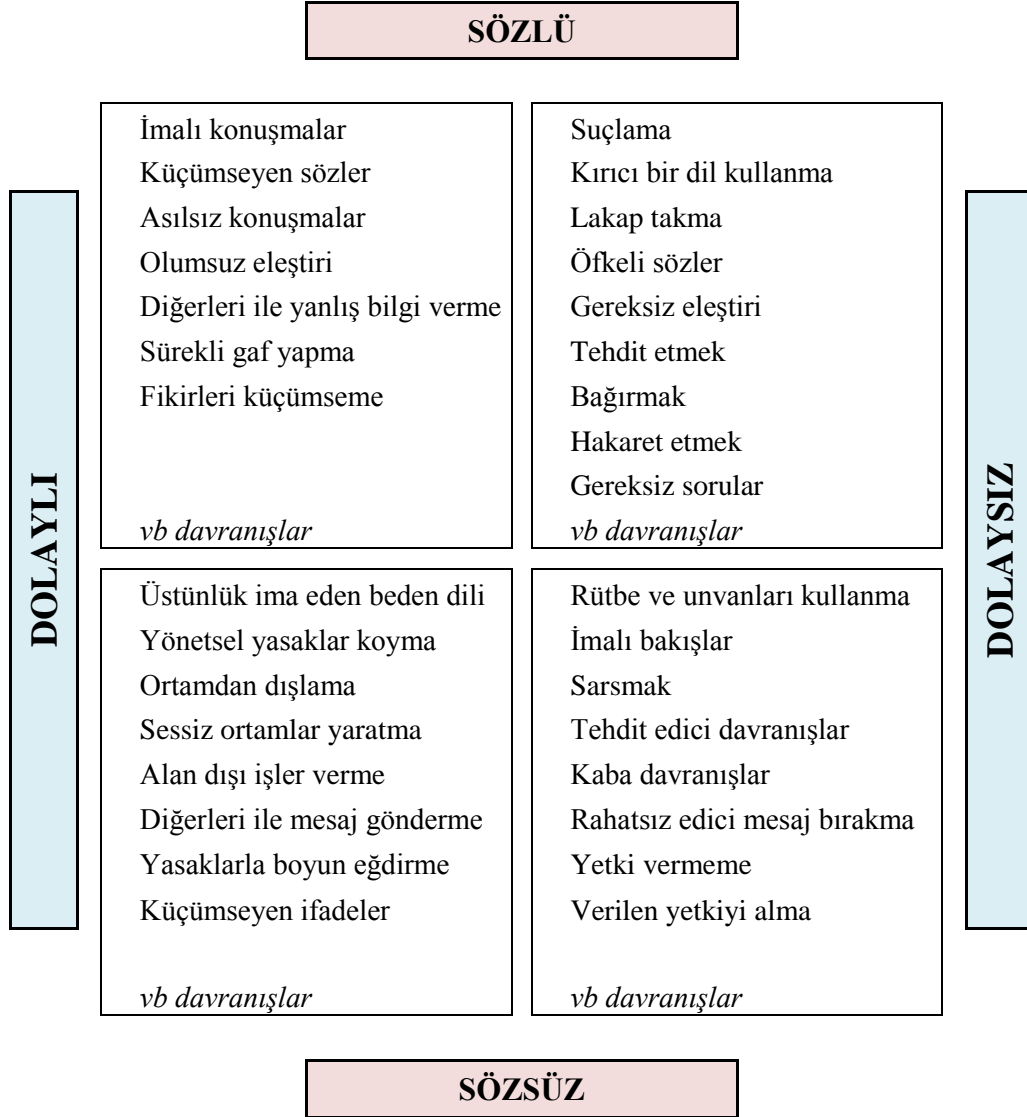 SÖZLÜ
DOLAYLI
İmalı konuşmalar
Küçümseyen sözler
Asılsız konuşmalar
Olumsuz eleştiri
Diğerleri ile yanlış bilgi verme
Sürekli gaf yapma
Fikirleri küçümseme
vb davranışlar
Suçlama
Kırıcı bir dil kullanma
Lakap takma
Öfkeli sözler
Gereksiz eleştiri
Tehdit etmek
Bağırmak
Hakaret etmek
Gereksiz sorular
vb davranışlar
Üstünlük ima eden beden dili
Yönetsel yasaklar koyma
Ortamdan dışlama
Sessiz ortamlar yaratma
Alan dışı işler verme
Diğerleri ile mesaj gönderme
Yasaklarla boyun eğdirme
Küçümseyen ifadeler
vb davranışlar
Rütbe ve unvanları kullanma
İmalı bakışlar
Sarsmak
Tehdit edici davranışlar
Kaba davranışlar
Rahatsız edici mesaj bırakma
Yetki vermeme
Verilen yetkiyi alma
vb davranışlar
DOLAYSIZ
SÖZSÜZ